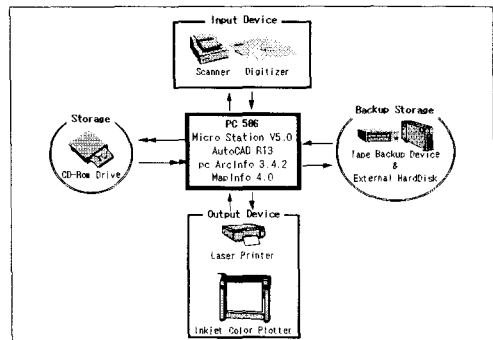 Input Device
Scanner Digitizer
Storage
CD-Rom Drive
PC 586
Micro Station V5.0
AutoCAD R13
pc ArcInfo 3.4.2
MapInfo 4.0
Backup Storage
Tape Backup Device
&
External HardDisk
Output Device
Laser Printer
Inkjet Color Plotter